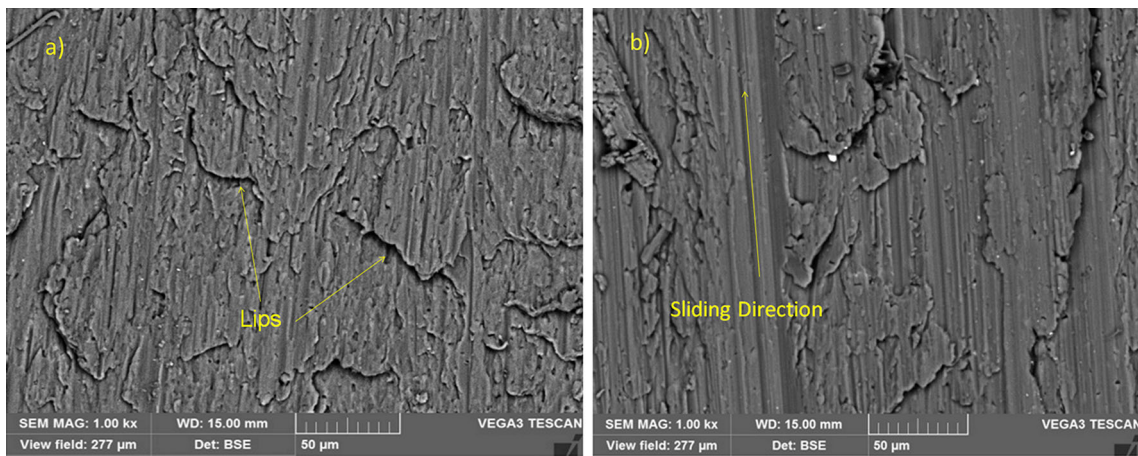 a)
Lips
SEM MAG: 1.00 kx
WD: 15.00 mm
VEGA3 TESCAN
View field: 277 µm
Det: BSE
50 µm
b)
Sliding Direction
SEM MAG: 1.00 kx
WD: 15.00 mm
VEGA3 TESCAN
View field: 277 µm
Det: BSE
50 µm